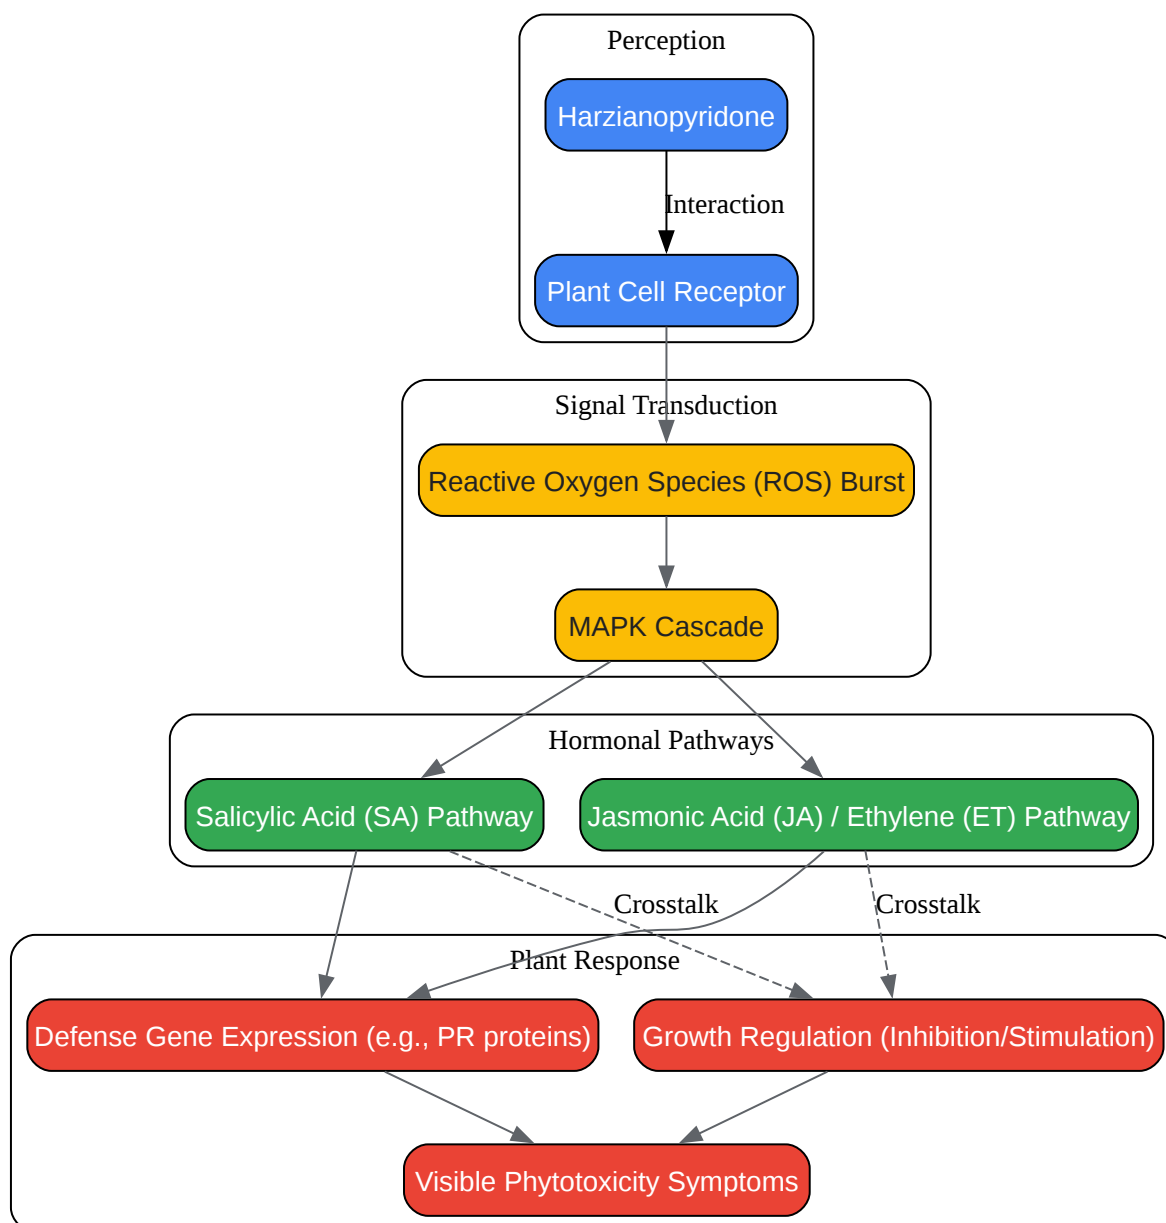 Perception
Harzianopyridone
Interaction
Plant Cell Receptor
Signal Transduction
Reactive Oxygen Species (ROS) Burst
MAPK Cascade
Hormonal Pathways
Salicylic Acid (SA) Pathway
Jasmonic Acid (JA) / Ethylene (ET) Pathway
Crosstalk
Crosstalk
Plant Response
Defense Gene Expression (e.g., PR proteins)
Growth Regulation (Inhibition/Stimulation)
Visible Phytotoxicity Symptoms